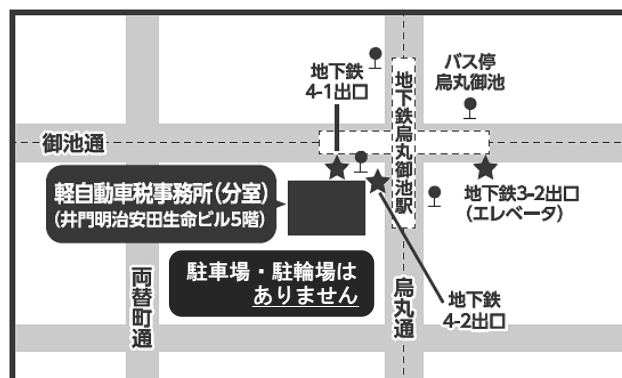 地下鉄
4-1出口
バス停
烏丸御池
地下鉄烏丸御池駅
御池通
軽自動車税事務所(分室)
(井門明治安田生命ビル5階)
地下鉄3-2出口
(エレベータ)
駐車場・駐輪場は
ありません
両替町通
烏丸通
地下鉄
4-2出口